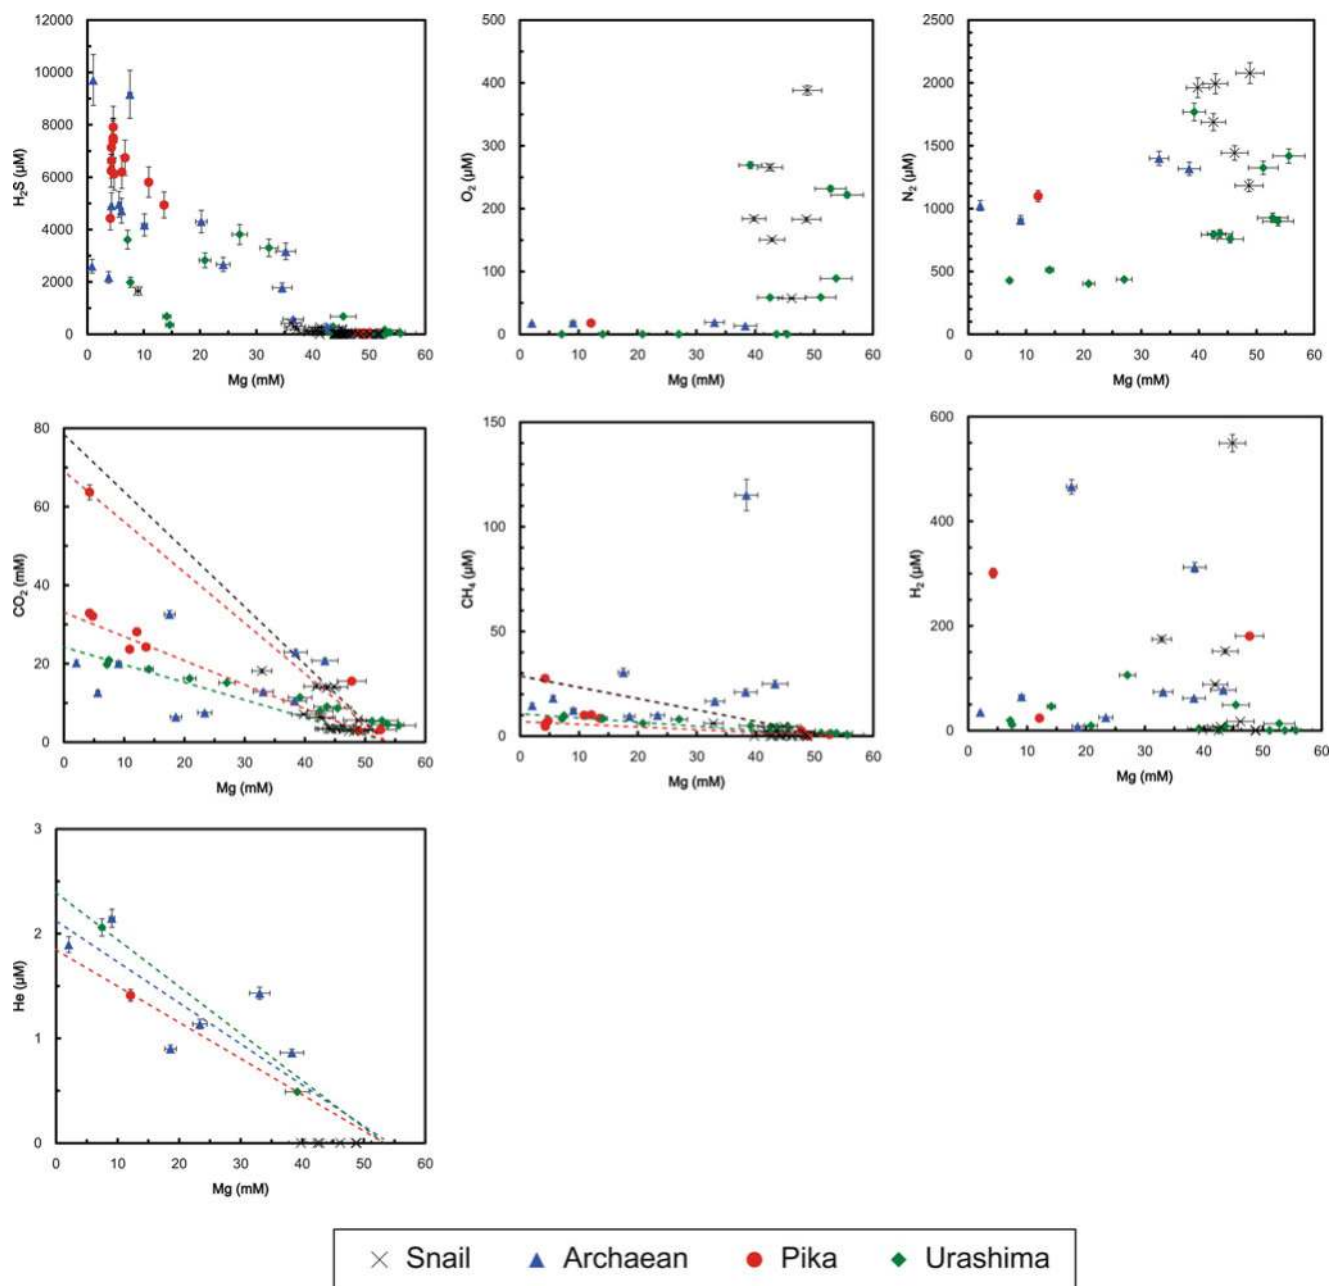 12000
10000
8000
6000
4000
2000
0
H₂S (µM)
0 10 20 30 40 50 60
Mg (mM)
500
400
300
200
100
0
O₂ (µM)
0 10 20 30 40 50 60
Mg (mM)
2500
2000
1500
1000
500
0
N₂ (µM)
0 10 20 30 40 50 60
Mg (mM)
80
60
40
20
0
CO₂ (mM)
0 10 20 30 40 50 60
Mg (mM)
150
100
50
0
CH₄ (µM)
0 10 20 30 40 50 60
Mg (mM)
600
400
200
0
H₂ (µM)
0 10 20 30 40 50 60
Mg (mM)
3
2
1
0
He (µM)
0 10 20 30 40 50 60
Mg (mM)
Snail Archaean Pika Urashima